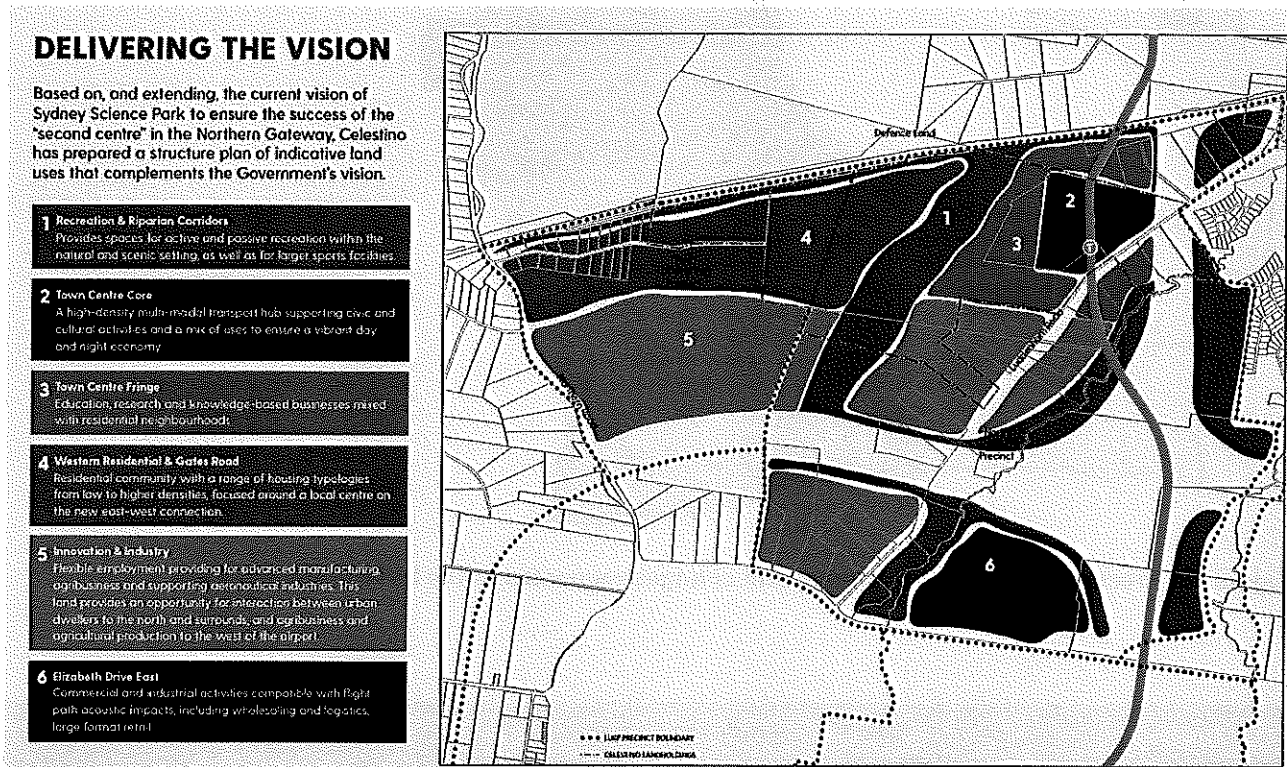 DELIVERING THE VISION
Based on, and extending, the current vision of
Sydney Science Park to ensure the success of the
"second centre" in the Northern Gateway, Celestino
has prepared a structure plan of indicative land
uses that complements the Government's vision.
1 Recreation & Riparian Corridors
Provides spaces for active and passive recreation within the
natural and scenic setting, as well as for larger sports facilities.
2 Town Centre Core
A high-density multi-modal transport hub supporting civic and
cultural activities and a mix of uses to ensure a vibrant day
and night economy
3 Town Centre Fringe
Education, research and knowledge-based businesses mixed
with residential neighbourhoods
4 Western Residential & Gates Road
Residential community with a range of housing typologies
from low to higher densities, focused around a local centre on
the new east-west connection.
5 Innovation & Industry
Flexible employment providing for advanced manufacturing,
agribusiness and supporting aeronautical industries. This
land provides an opportunity for interaction between urban
dwellers to the north and surrounds, and agribusiness and
agricultural production to the west of the airport.
6 Elizabeth Drive East
Commercial and industrial activities compatible with flight
path acoustic impacts, including wholesaling and logistics,
large format retail
Defence Land
1
2
3
4
5
T
Precinct
6
LUIIP PRECINCT BOUNDARY
CELESTINO LANDHOLDINGS